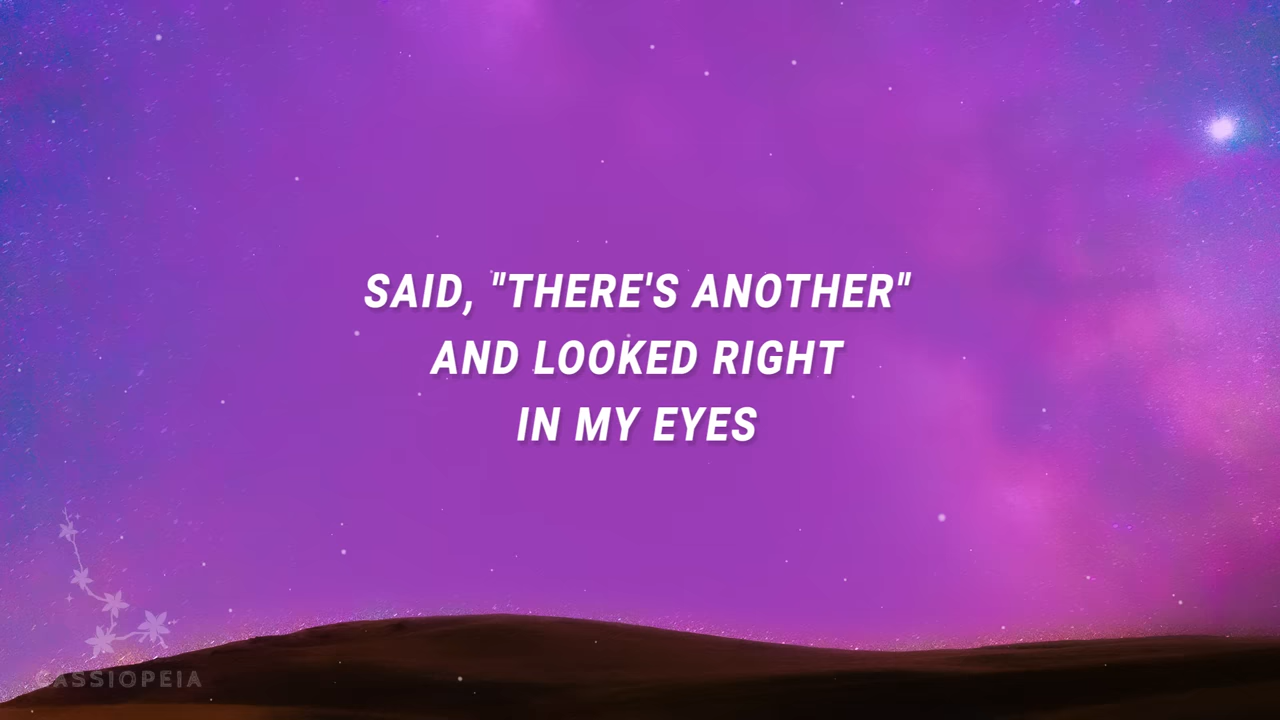 SAID, "THERE'S ANOTHER"
AND LOOKED RIGHT
IN MY EYES
CASSIOPEIA